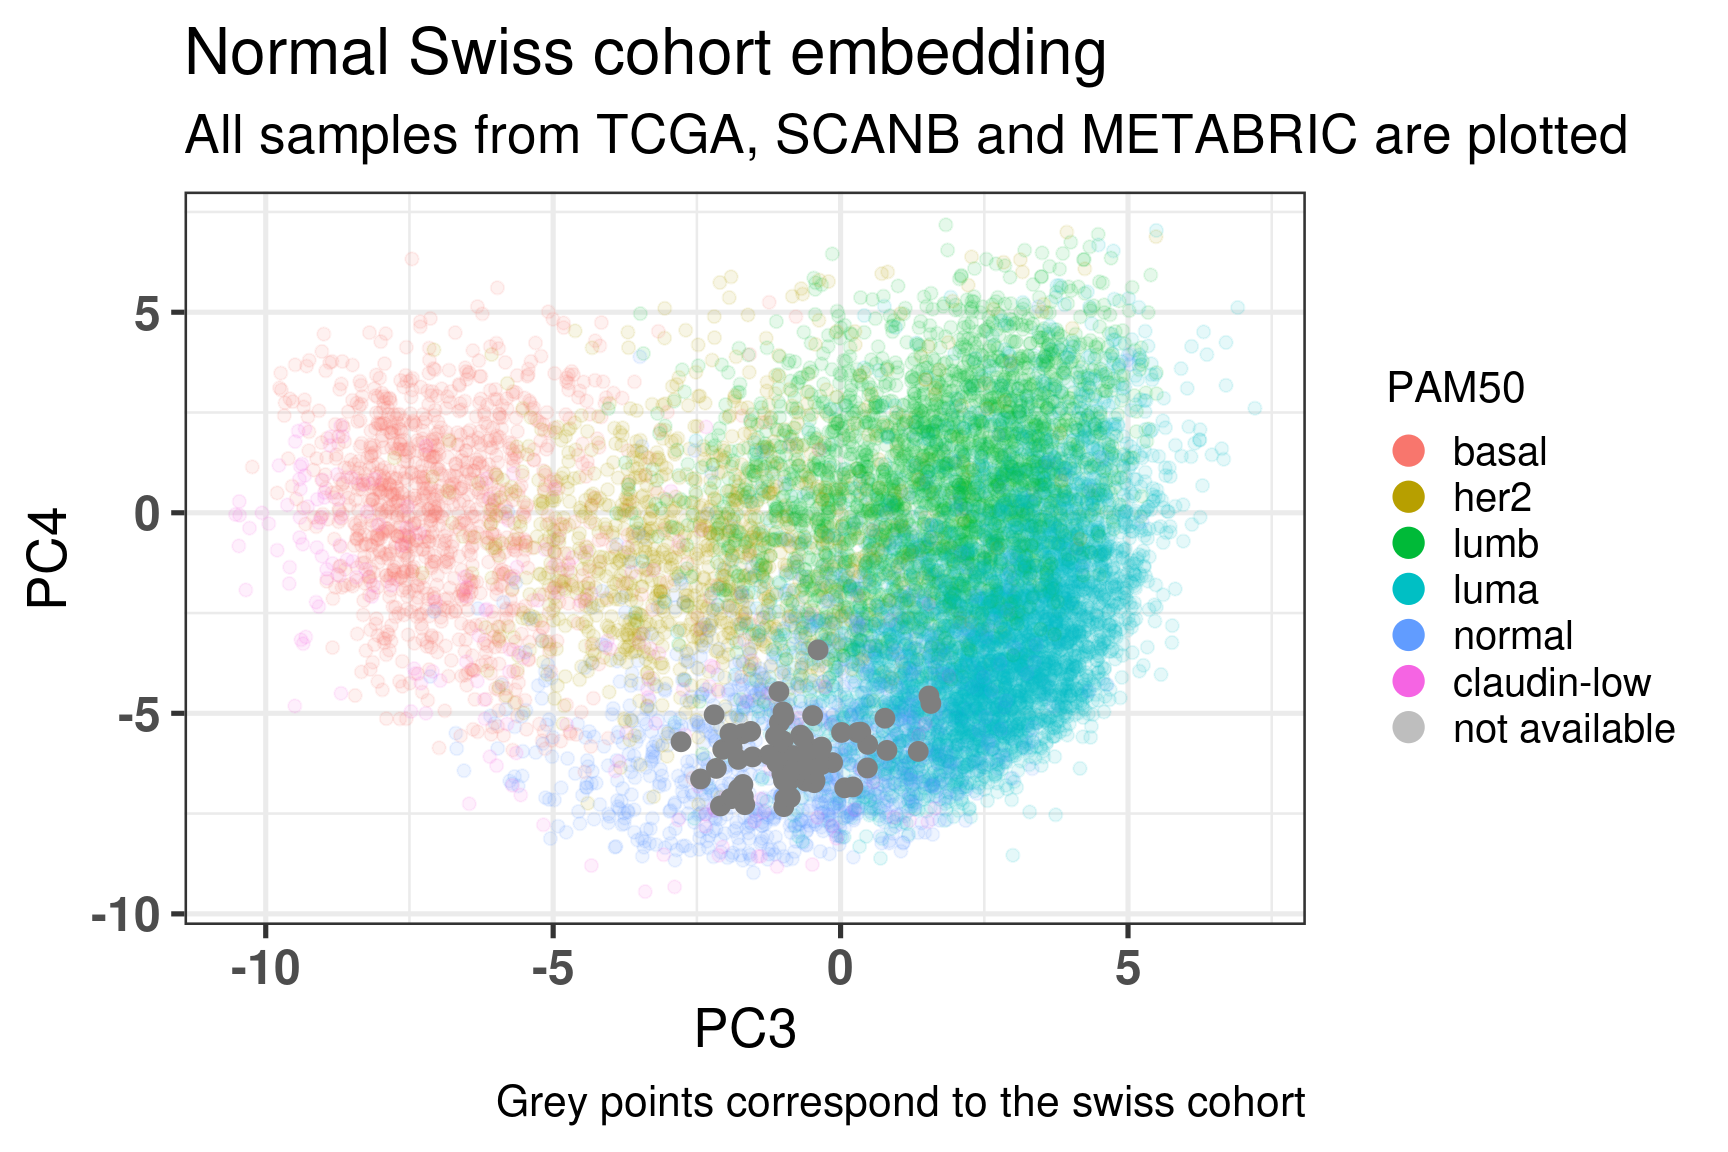 Normal Swiss cohort embedding
All samples from TCGA, SCANB and METABRIC are plotted
PC4
5
0
-5
-10
-10 -5 0 5
PC3
PAM50
basal
her2
lumb
luma
normal
claudin-low
not available
Grey points correspond to the swiss cohort